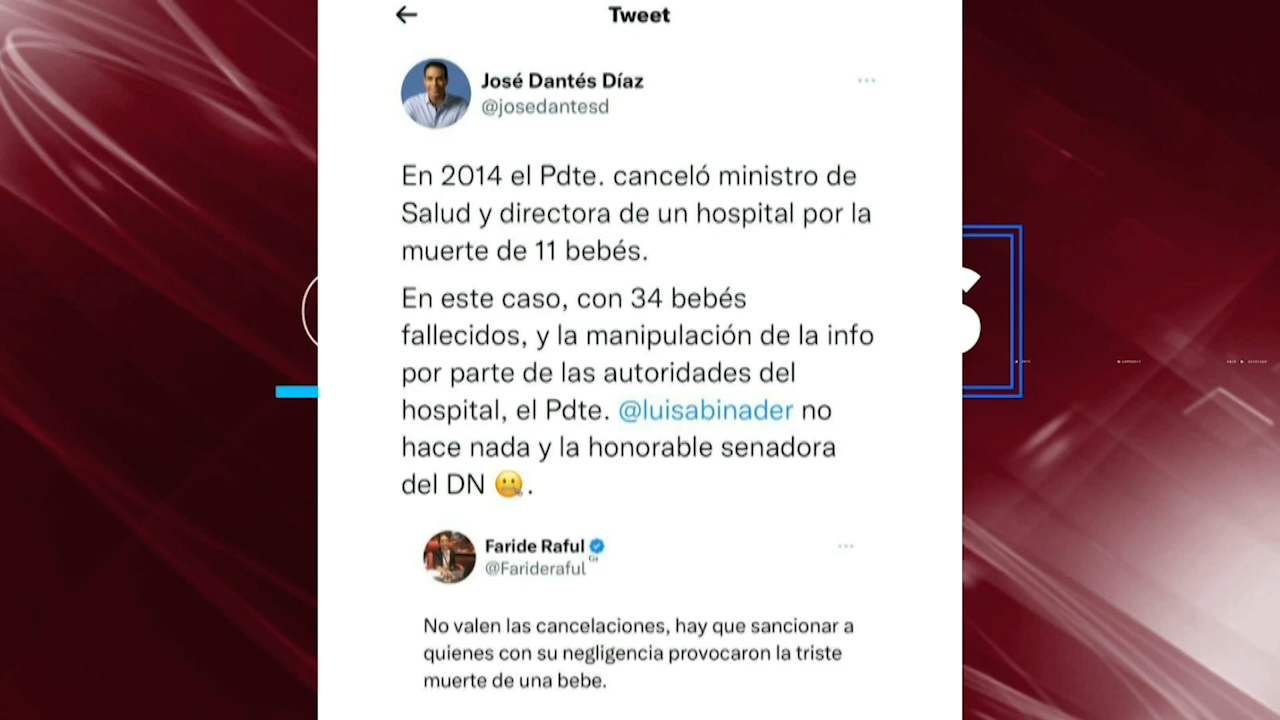 Tweet
José Dantés Díaz
@josedantesd
En 2014 el Pdte. canceló ministro de
Salud y directora de un hospital por la
muerte de 11 bebés.
En este caso, con 34 bebés
fallecidos, y la manipulación de la info
por parte de las autoridades del
hospital, el Pdte. @luisabinader no
hace nada y la honorable senadora
del DN 🤐.
Faride Raful
@Farideraful
No valen las cancelaciones, hay que sancionar a
quienes con su negligencia provocaron la triste
muerte de una bebe.